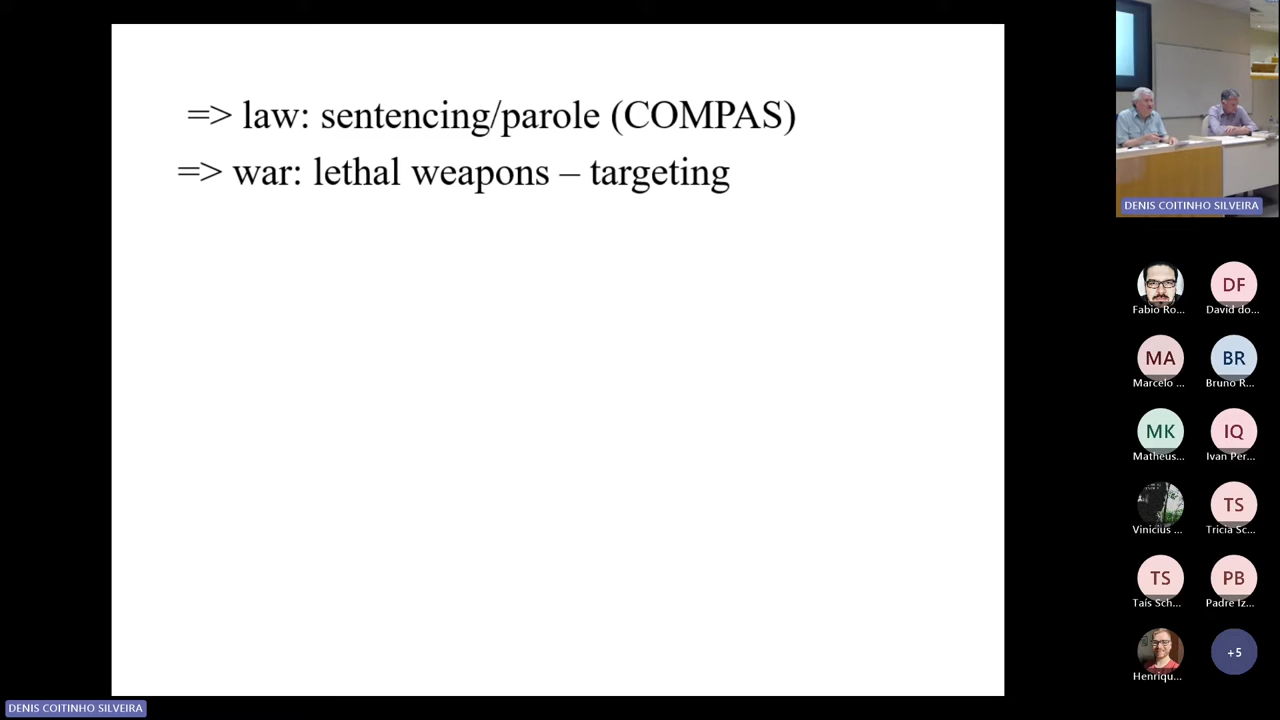 => law: sentencing/parole (COMPAS)
=> war: lethal weapons – targeting
DENIS COITINHO SILVEIRA
Fabio Ro...
DF
David do...
MA
Marcelo ...
BR
Bruno R...
MK
Matheus...
IQ
Ivan Per...
Vinicius ...
TS
Tricia Sc...
TS
Taís Sch...
PB
Padre Iz...
Henriqu...
+5
DENIS COITINHO SILVEIRA